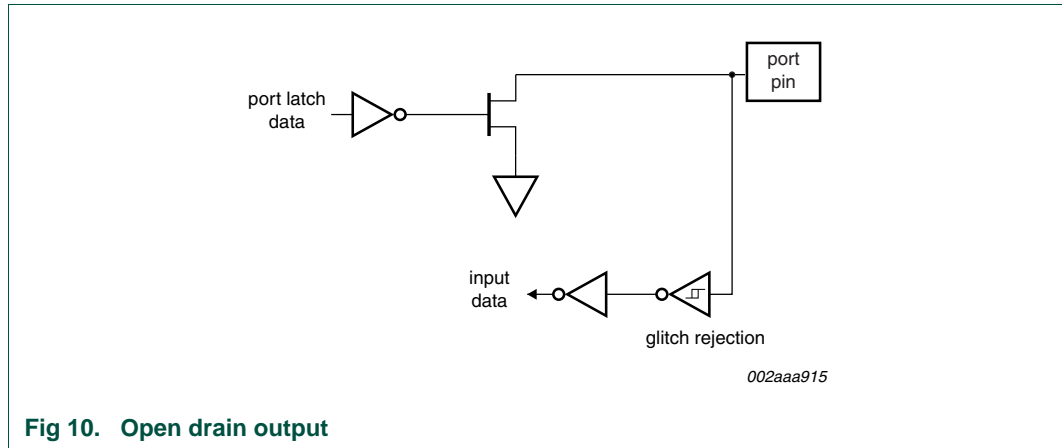 port
pin
port latch
data
input
data
glitch rejection
002aaa915
Fig 10. Open drain output